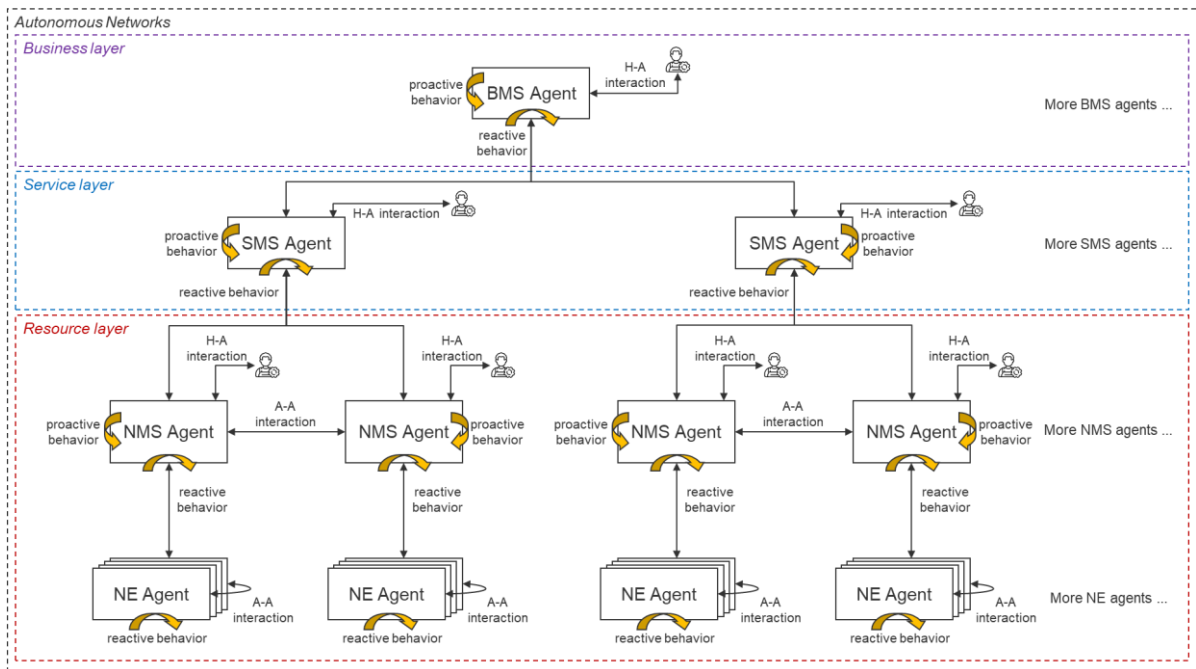 Autonomous Networks
Business layer
H-A
interaction
proactive
behavior
BMS Agent
More BMS agents ...
reactive
behavior
Service layer
H-A interaction
H-A interaction
proactive
behavior
SMS Agent
SMS Agent
proactive
behavior
More SMS agents ...
reactive behavior
reactive behavior
Resource layer
H-A
interaction
H-A
interaction
H-A
interaction
H-A
interaction
proactive
behavior
NMS Agent
A-A
interaction
NMS Agent
proactive
behavior
proactive
behavior
NMS Agent
A-A
interaction
NMS Agent
proactive
behavior
More NMS agents ...
reactive
behavior
reactive
behavior
reactive
behavior
reactive
behavior
NE Agent
A-A
interaction
NE Agent
A-A
interaction
NE Agent
A-A
interaction
NE Agent
A-A
interaction
More NE agents ...
reactive behavior
reactive behavior
reactive behavior
reactive behavior